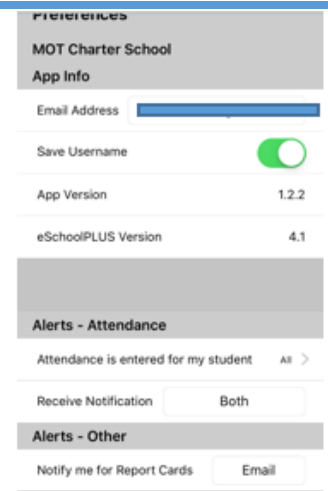 Preferences
MOT Charter School
App Info
Email Address
Save Username
App Version 1.2.2
eSchoolPLUS Version 4.1
Alerts - Attendance
Attendance is entered for my student All >
Receive Notification Both
Alerts - Other
Notify me for Report Cards Email